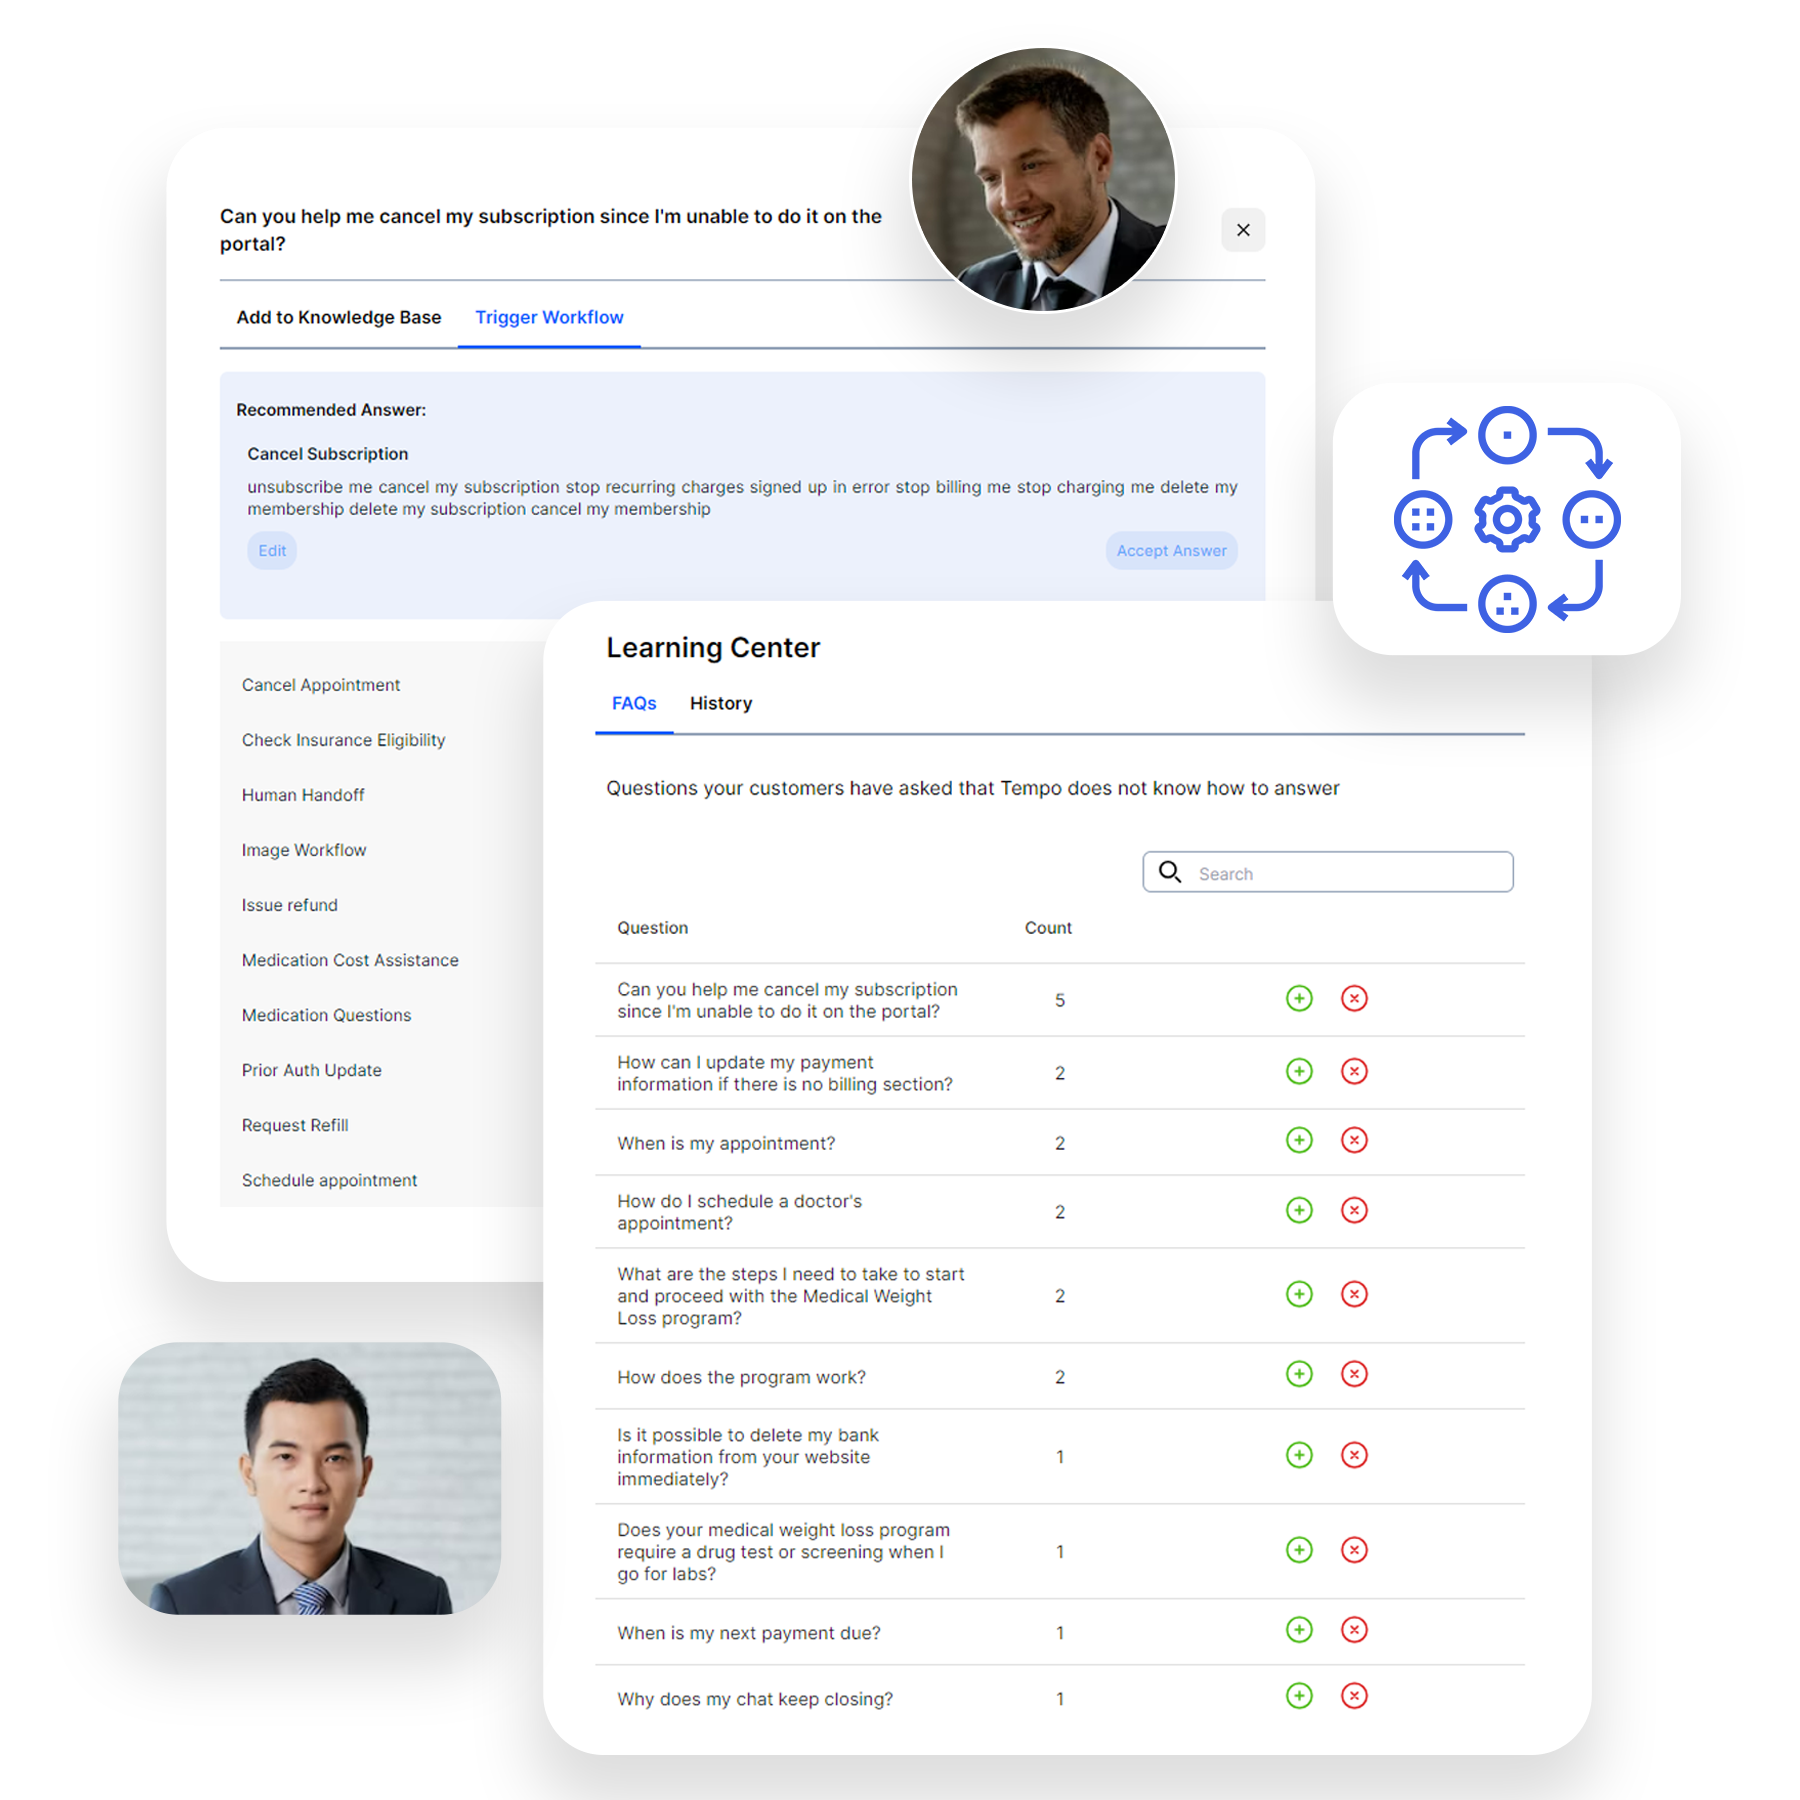 Can you help me cancel my subscription since I'm unable to do it on the
portal?
Add to Knowledge Base
Trigger Workflow
Recommended Answer:
Cancel Subscription
unsubscribe me cancel my subscription stop recurring charges signed up in error stop billing me stop charging me delete my
membership delete my subscription cancel my membership
Edit
Accept Answer
Cancel Appointment
Check Insurance Eligibility
Human Handoff
Image Workflow
Issue refund
Medication Cost Assistance
Medication Questions
Prior Auth Update
Request Refill
Schedule appointment
Learning Center
FAQs
History
Questions your customers have asked that Tempo does not know how to answer
Search
Question
Count
Can you help me cancel my subscription
since I'm unable to do it on the portal?
5
How can I update my payment
information if there is no billing section?
2
When is my appointment?
2
How do I schedule a doctor's
appointment?
2
What are the steps I need to take to start
and proceed with the Medical Weight
Loss program?
2
How does the program work?
2
Is it possible to delete my bank
information from your website
immediately?
1
Does your medical weight loss program
require a drug test or screening when I
go for labs?
1
When is my next payment due?
1
Why does my chat keep closing?
1